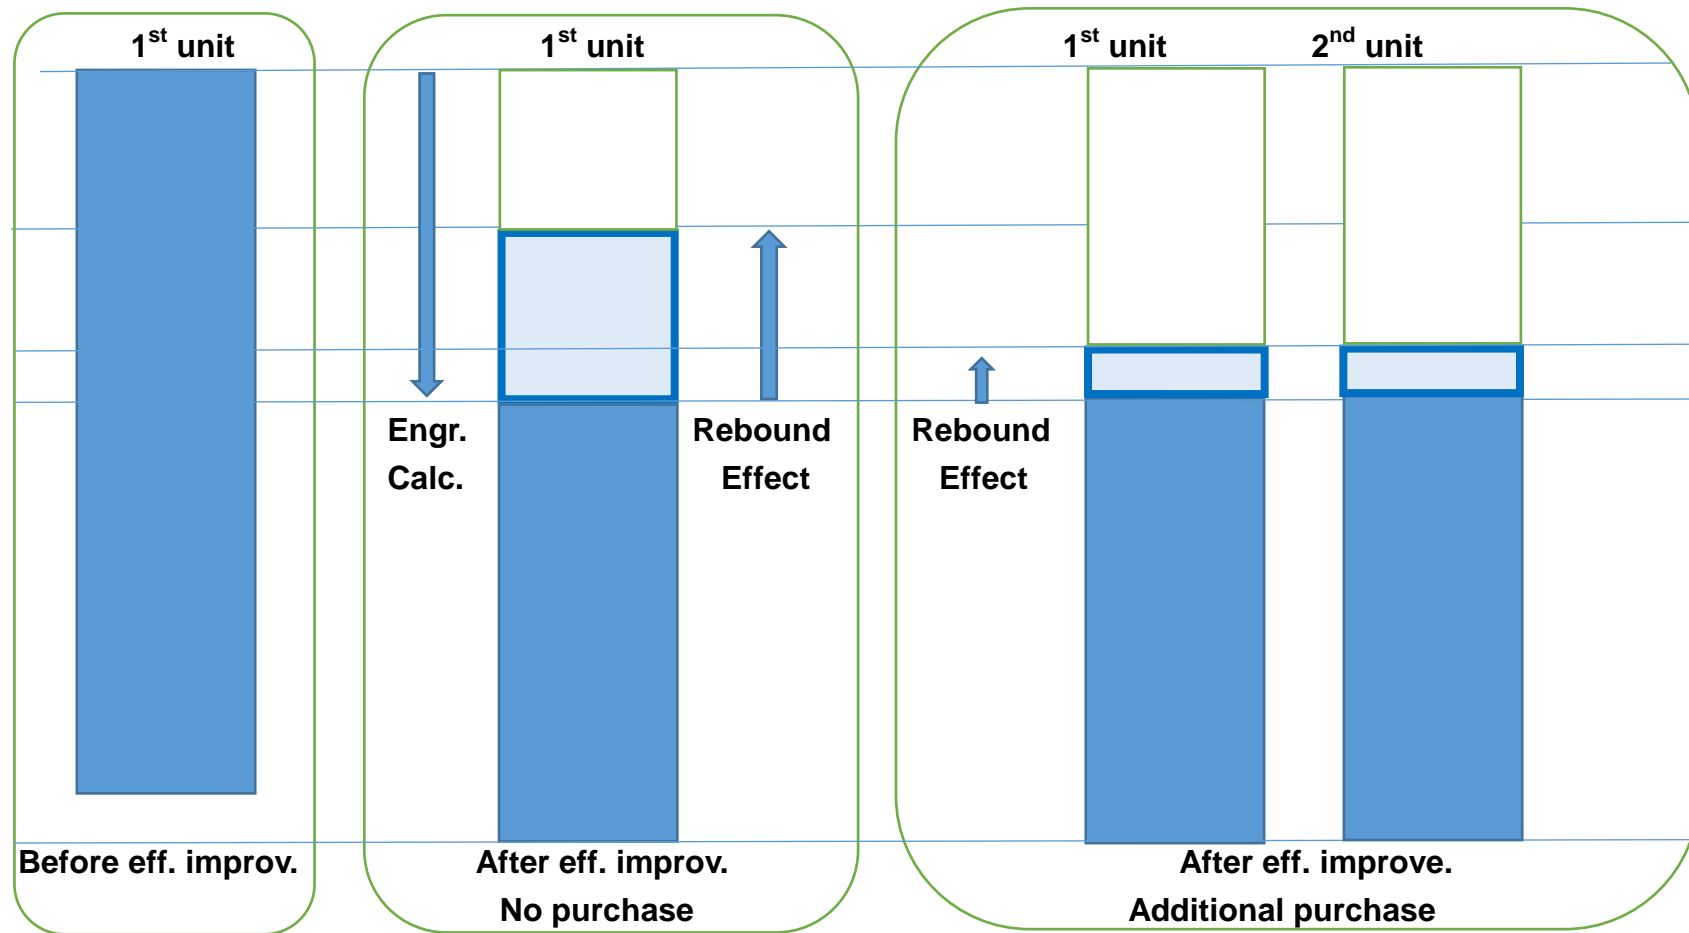 1st unit
1st unit
1st unit
2nd unit
Engr.
Calc.
Rebound
Effect
Rebound
Effect
Before eff. improv.
After eff. improv.
No purchase
After eff. improve.
Additional purchase